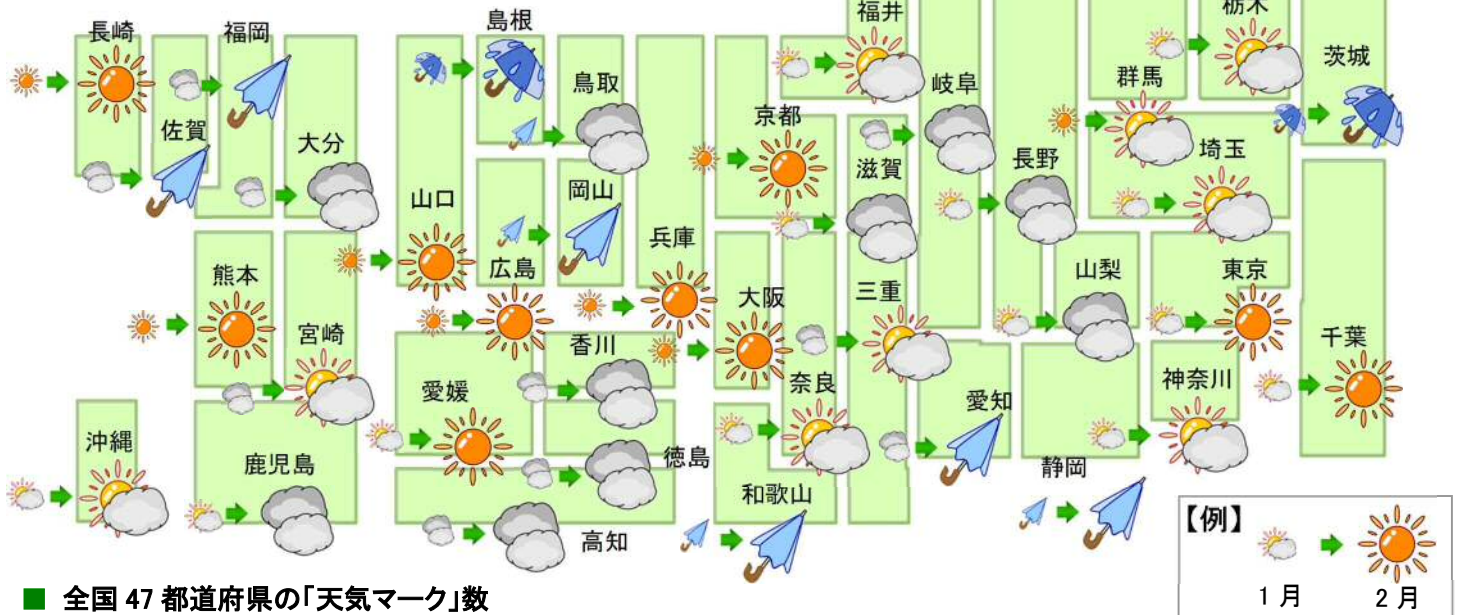 福井
栃木
島根
長崎
福岡
茨城
群馬
鳥取
岐阜
京都
佐賀
大分
埼玉
長野
滋賀
岡山
山口
兵庫
広島
熊本
山梨
東京
大阪
三重
宮崎
香川
千葉
愛媛
奈良
神奈川
愛知
沖縄
鹿児島
徳島
静岡
和歌山
高知
【例】
1月 2月
■ 全国 47 都道府県の「天気マーク」数